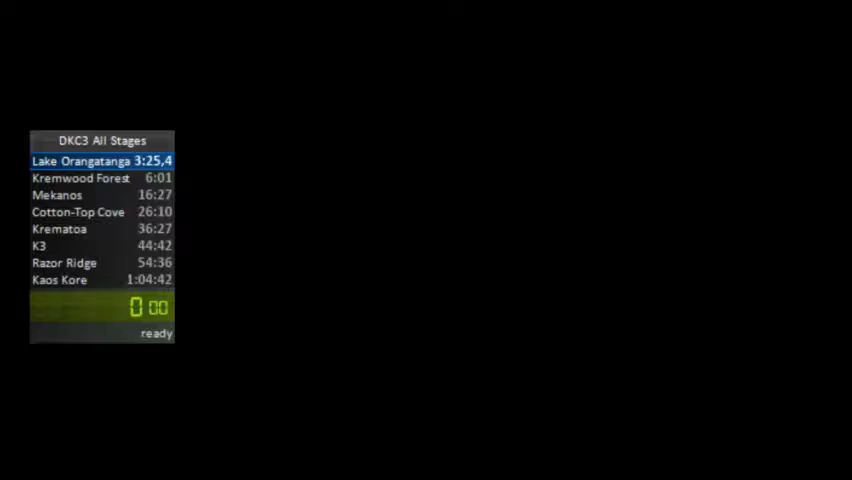 DKC3 All Stages
Lake Orangatanga 3:25,4
Kremwood Forest 6:01
Mekanos 16:27
Cotton-Top Cove 26:10
Krematoa 36:27
K3 44:42
Razor Ridge 54:36
Kaos Kore 1:04:42
0 00
ready